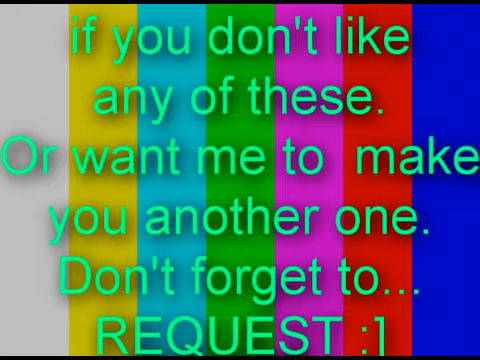 if you don't like
any of these.
Or want me to  make
you another one.
Don't forget to...
REQUEST :]